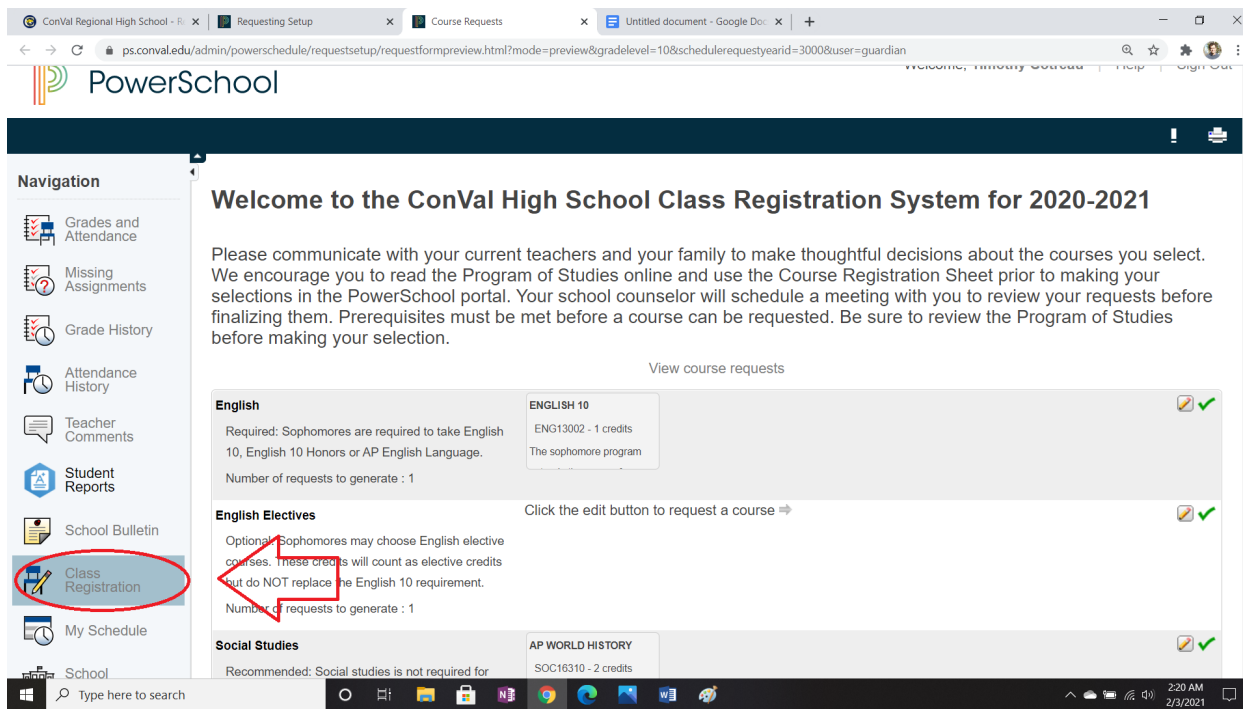 ConVal Regional High School - R
Requesting Setup
Course Requests
Untitled document - Google Doc
ps.conval.edu/admin/powerschedule/requestsetup/requestformpreview.html?mode=preview&gradelevel=10&schedulerequestyearid=3000&user=guardian
PowerSchool
Welcome, Timothy Gotreau | Help | Sign Out
Navigation
Grades and
Attendance
Missing
Assignments
Grade History
Attendance
History
Teacher
Comments
Student
Reports
School Bulletin
Class
Registration
My Schedule
School
Welcome to the ConVal High School Class Registration System for 2020-2021
Please communicate with your current teachers and your family to make thoughtful decisions about the courses you select.
We encourage you to read the Program of Studies online and use the Course Registration Sheet prior to making your
selections in the PowerSchool portal. Your school counselor will schedule a meeting with you to review your requests before
finalizing them. Prerequisites must be met before a course can be requested. Be sure to review the Program of Studies
before making your selection.
View course requests
English
Required: Sophomores are required to take English
10, English 10 Honors or AP English Language.
Number of requests to generate : 1
ENGLISH 10
ENG13002 - 1 credits
The sophomore program
English Electives
Optional: Sophomores may choose English elective
courses. These credits will count as elective credits
but do NOT replace the English 10 requirement.
Number of requests to generate : 1
Click the edit button to request a course
Social Studies
Recommended: Social studies is not required for
AP WORLD HISTORY
SOC16310 - 2 credits
Type here to search
2:20 AM
2/3/2021